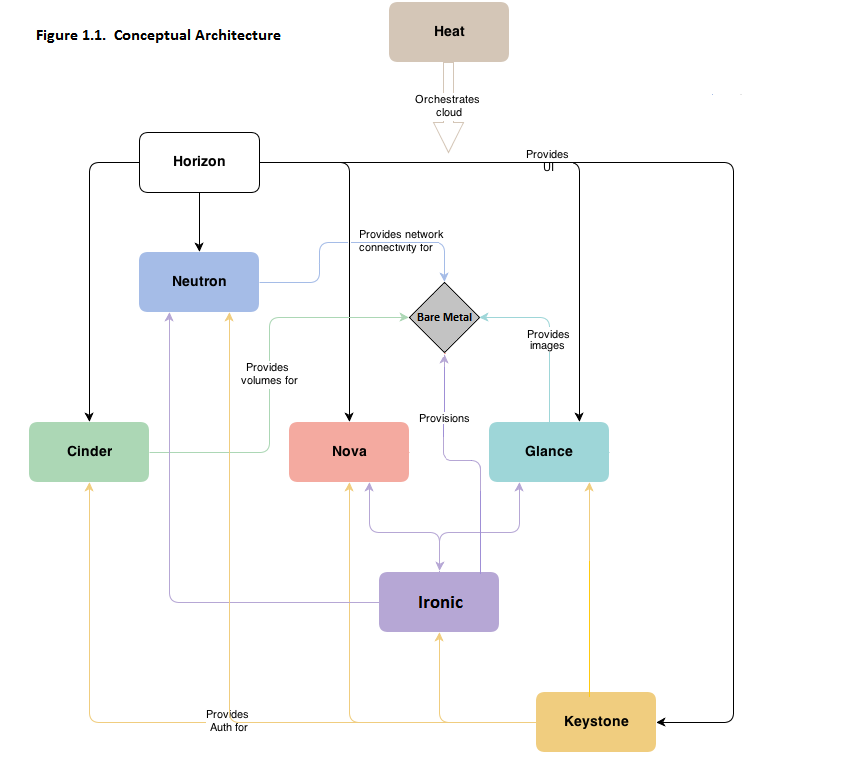 Heat
Figure 1.1.  Conceptual Architecture
Orchestrates
cloud
Horizon
Provides
UI
Provides network
connectivity for
Neutron
Bare Metal
Provides
images
Provides
volumes for
Provisions
Cinder
Nova
Glance
Ironic
Provides
Auth for
Keystone